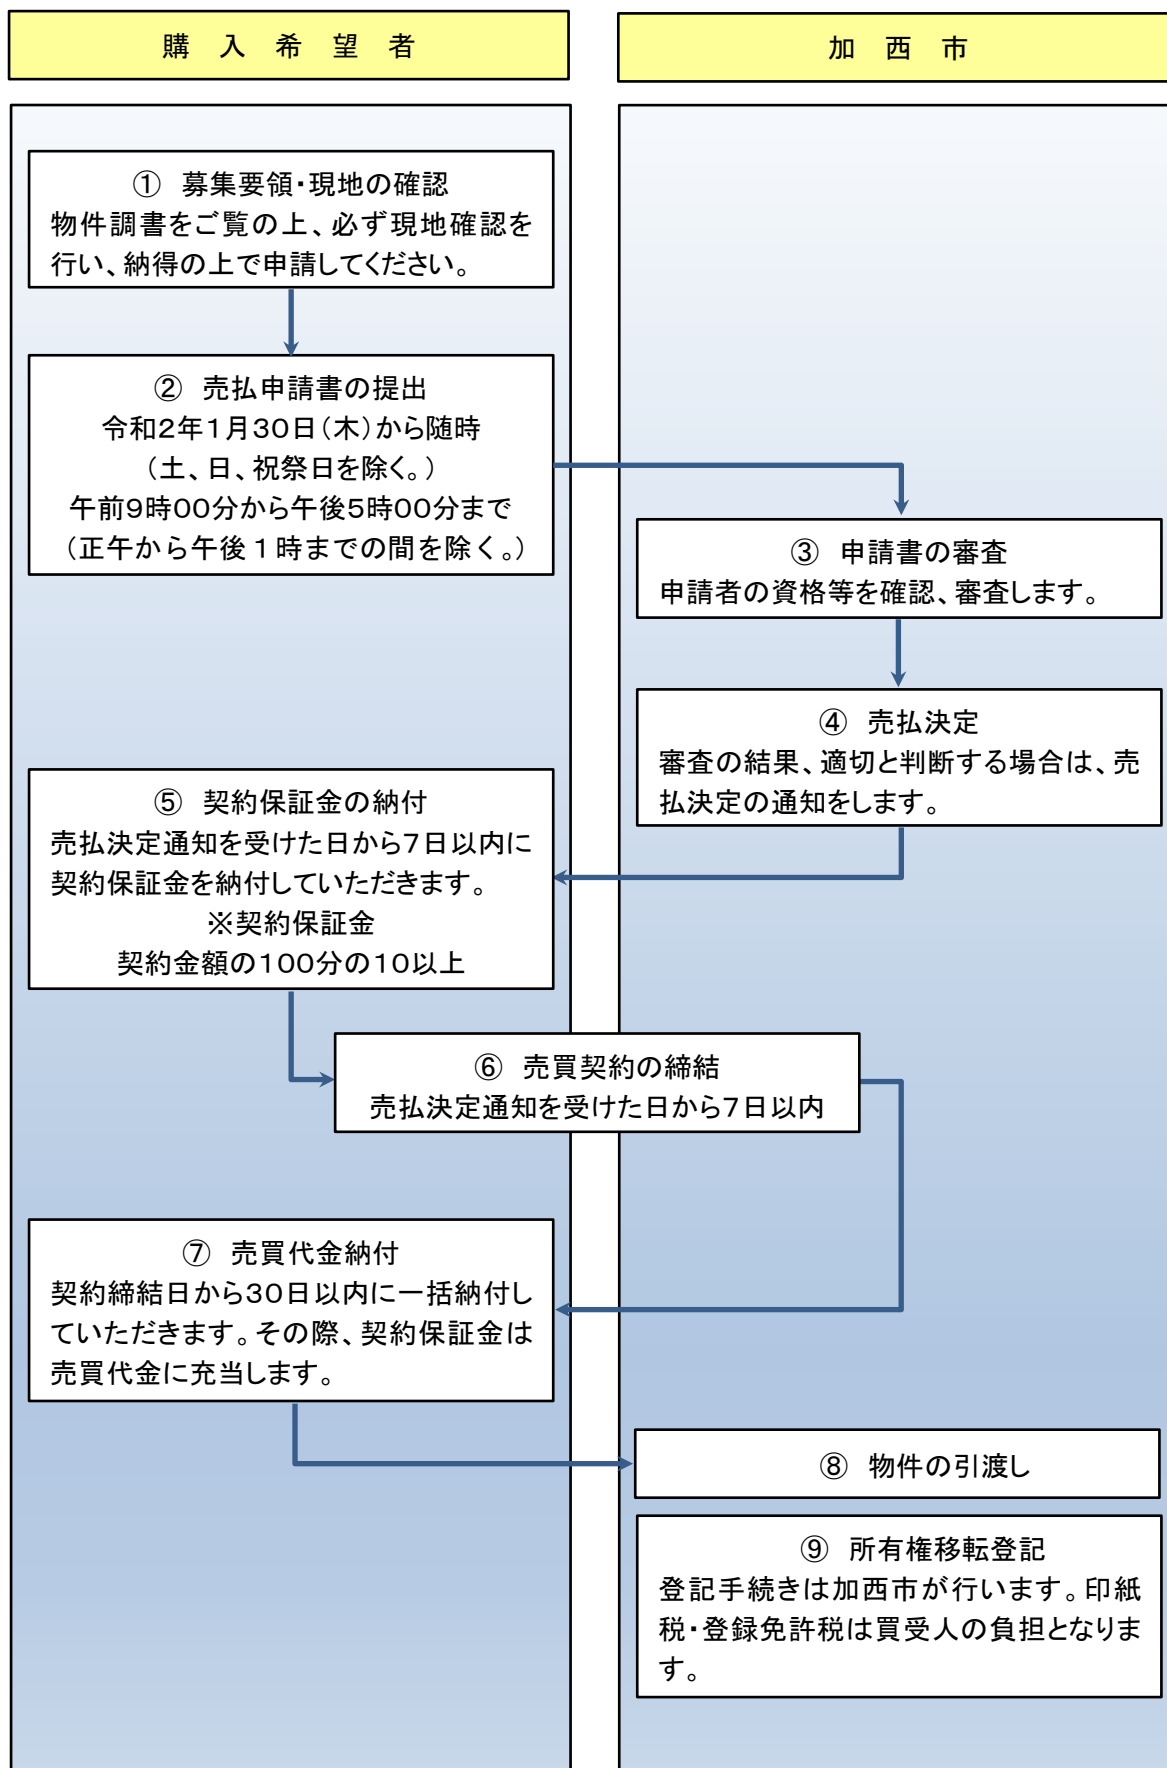 購入希望者
加西市
① 募集要領・現地の確認
物件調書をご覧の上、必ず現地確認を
行い、納得の上で申請してください。
② 売払申請書の提出
令和2年1月30日(木)から随時
(土、日、祝祭日を除く。)
午前9時00分から午後5時00分まで
(正午から午後1時までの間を除く。)
③ 申請書の審査
申請者の資格等を確認、審査します。
④ 売払決定
審査の結果、適切と判断する場合は、売
払決定の通知をします。
⑤ 契約保証金の納付
売払決定通知を受けた日から7日以内に
契約保証金を納付していただきます。
※契約保証金
契約金額の100分の10以上
⑥ 売買契約の締結
売払決定通知を受けた日から7日以内
⑦ 売買代金納付
契約締結日から30日以内に一括納付し
ていただきます。その際、契約保証金は
売買代金に充当します。
⑧ 物件の引渡し
⑨ 所有権移転登記
登記手続きは加西市が行います。印紙
税・登録免許税は買受人の負担となりま
す。